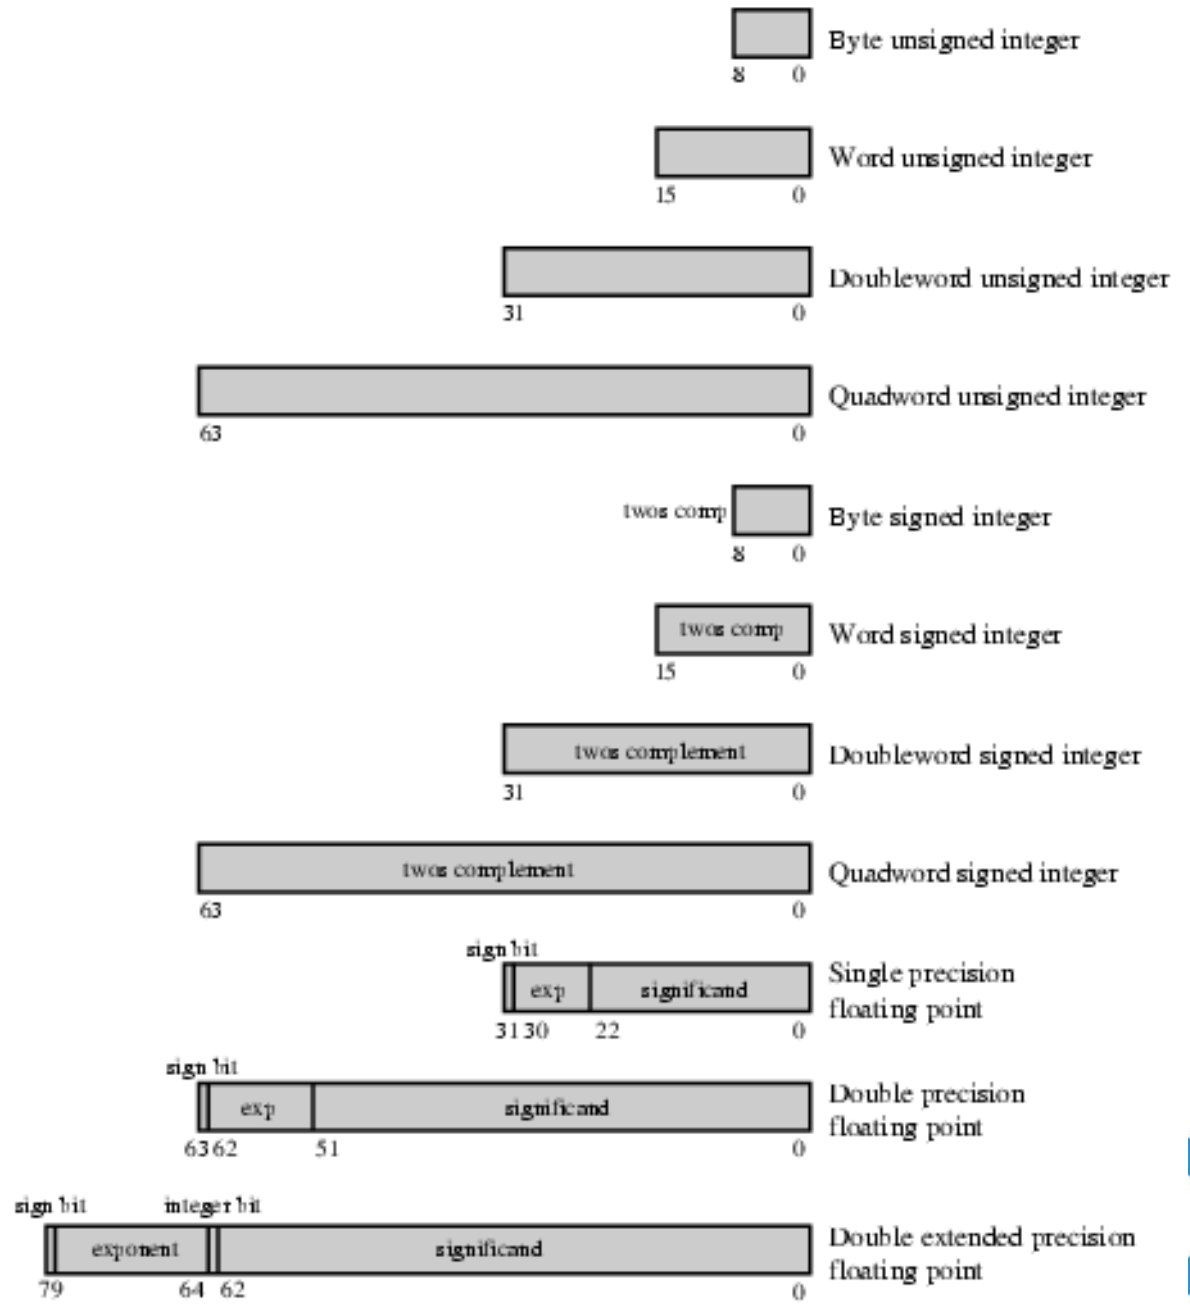 Byte unsigned integer
8 0
Word unsigned integer
15 0
Doubleword unsigned integer
31 0
Quadword unsigned integer
63 0
twos comp Byte signed integer
8 0
twos comp Word signed integer
15 0
twos complement Doubleword signed integer
31 0
twos complement Quadword signed integer
63 0
sign bit
exp significand Single precision
floating point
31 30 22 0
sign bit
exp significand Double precision
floating point
63 62 51 0
sign bit integer bit
exponent significand Double extended precision
floating point
79 64 62 0